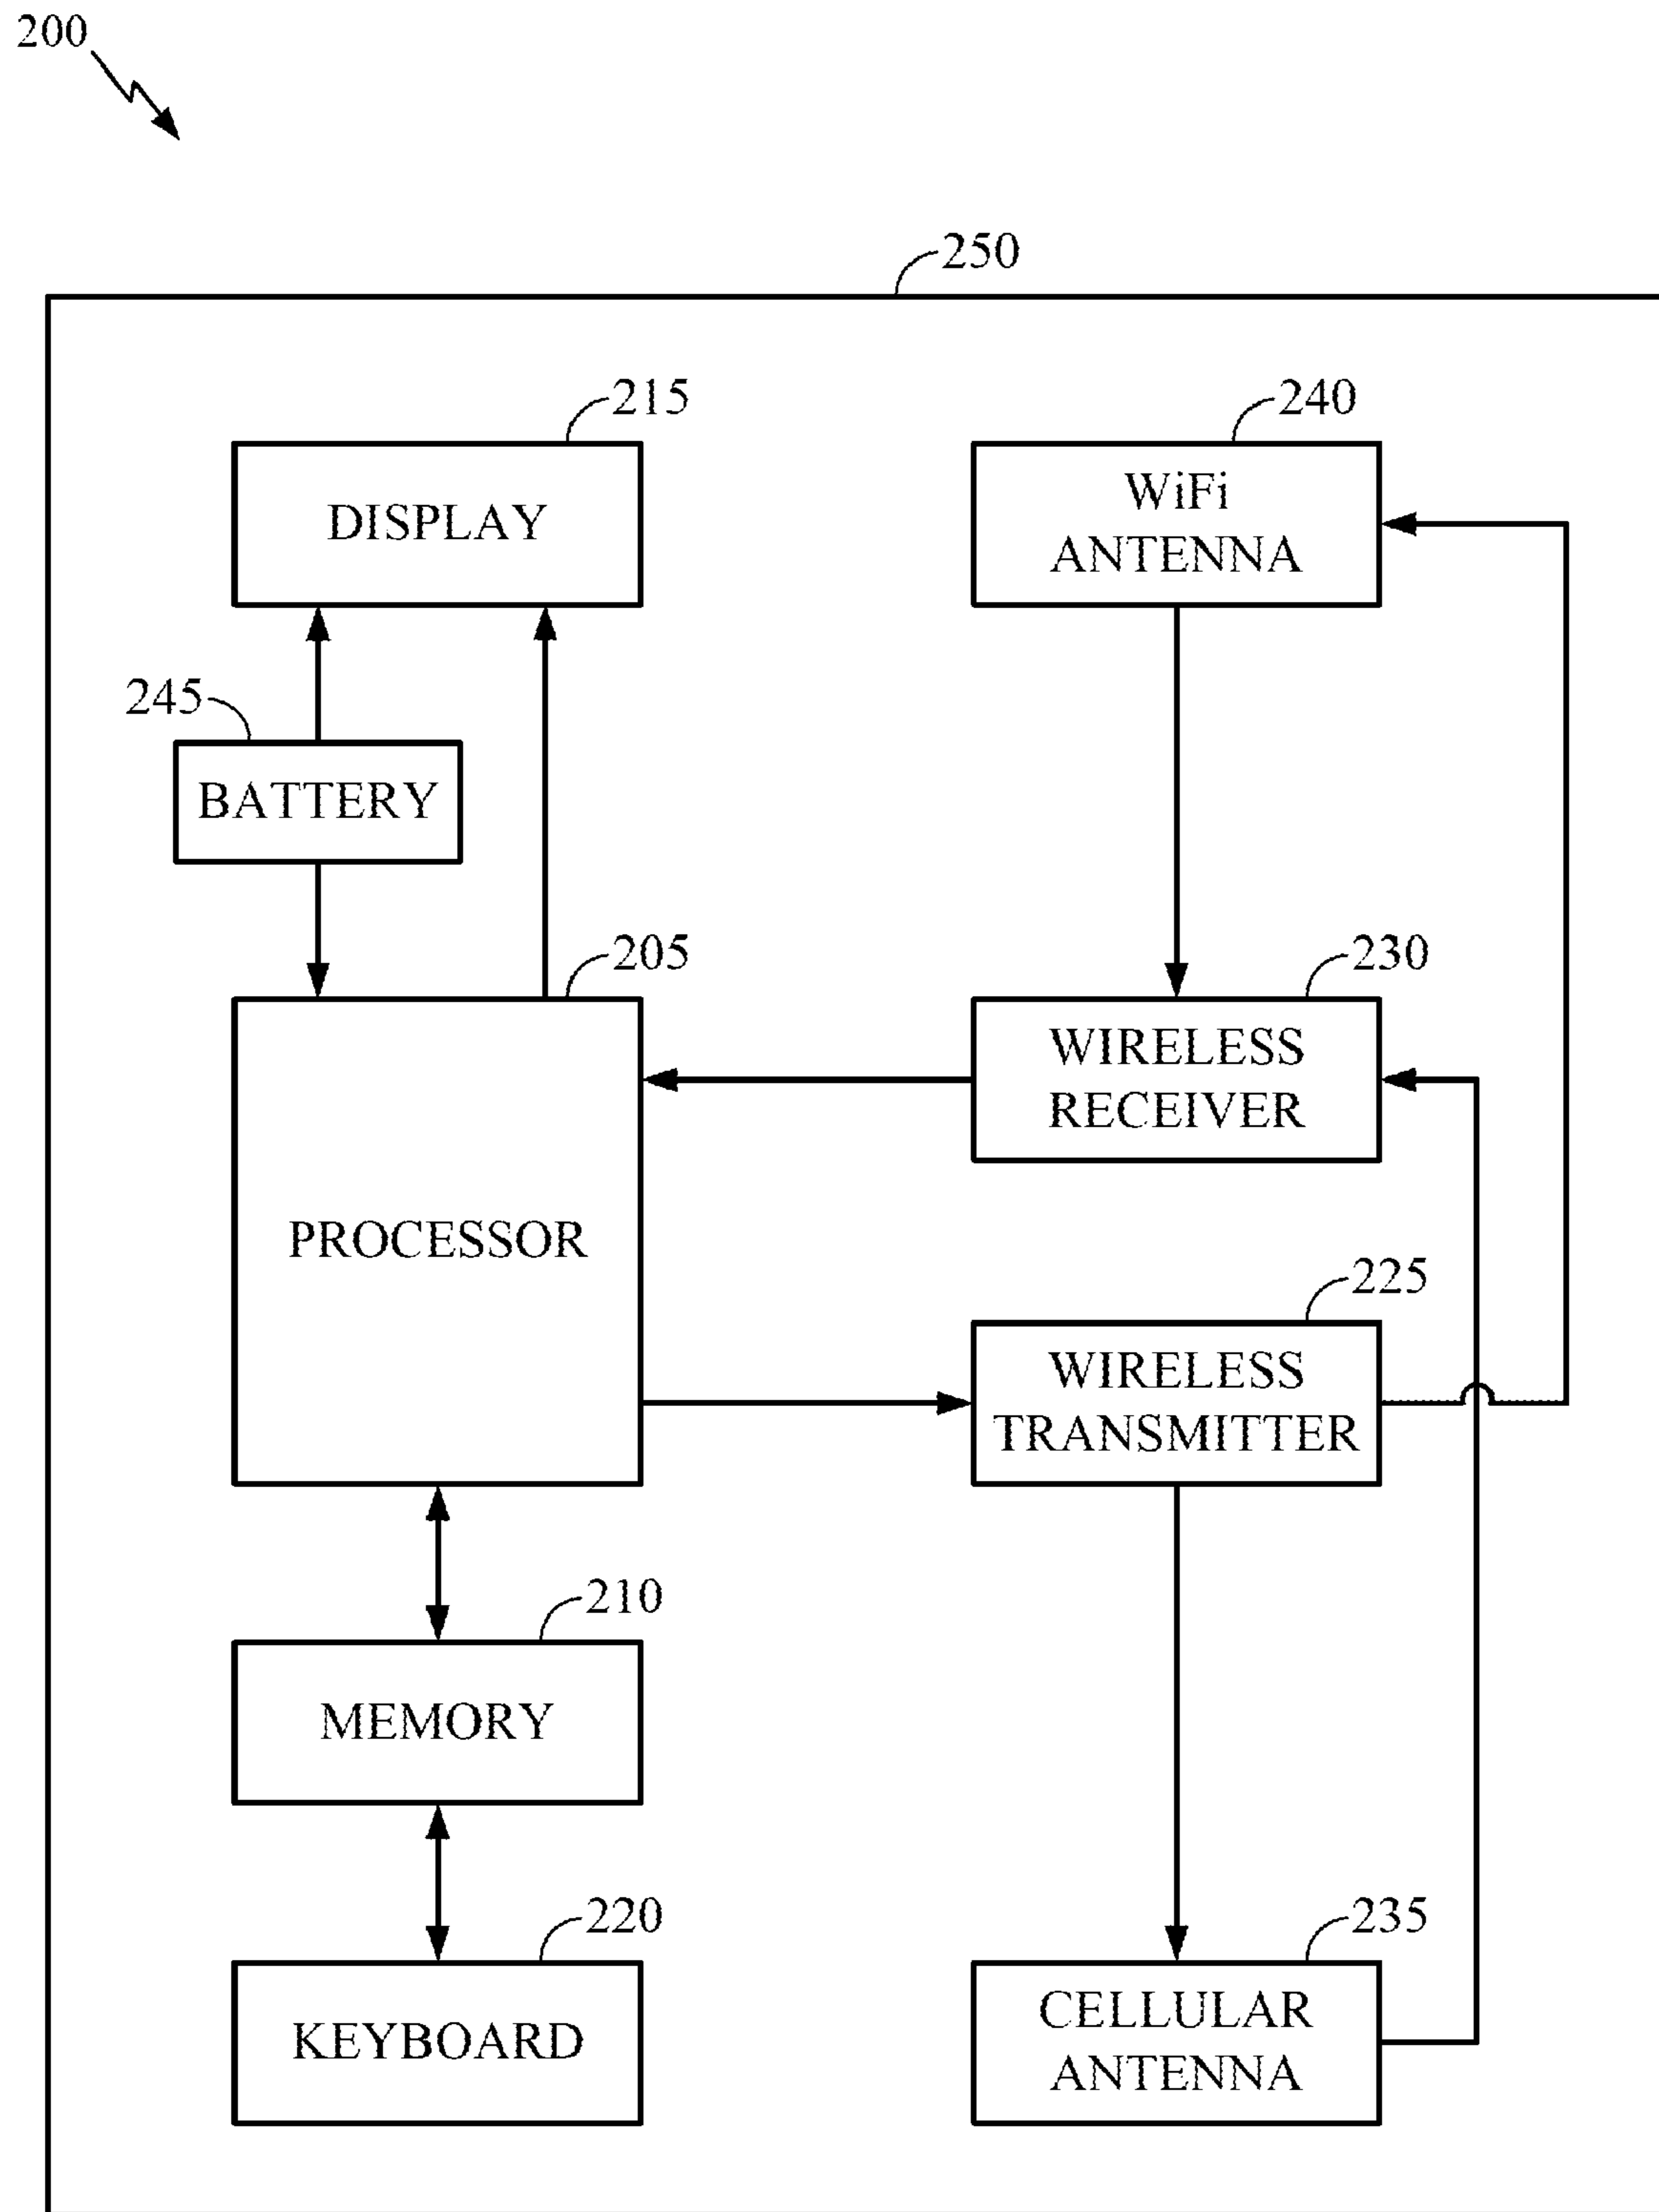 200
250
215
240
DISPLAY
WiFi
ANTENNA
245
BATTERY
205
230
WIRELESS
RECEIVER
PROCESSOR
225
WIRELESS
TRANSMITTER
210
MEMORY
220
235
KEYBOARD
CELLULAR
ANTENNA